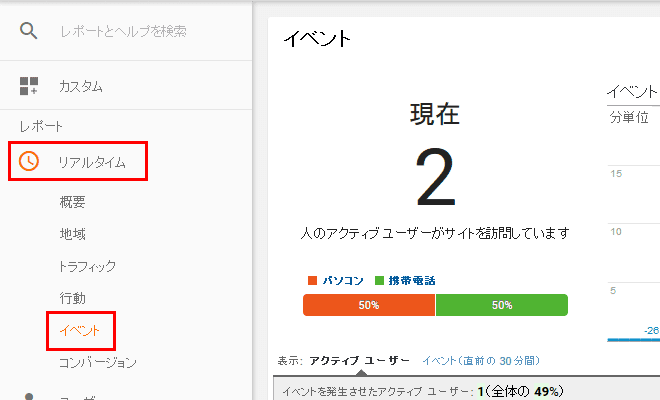 レポートとヘルプを検索
カスタム
レポート
リアルタイム
概要
地域
トラフィック
行動
イベント
コンバージョン
イベント
現在
2
人のアクティブ ユーザーがサイトを訪問しています
パソコン 携帯電話
50% 50%
表示: アクティブ ユーザー イベント(直前の 30 分間)
イベントを発生させたアクティブ ユーザー: 1(全体の 49%)
イベント
分単位
15
10
5
-26